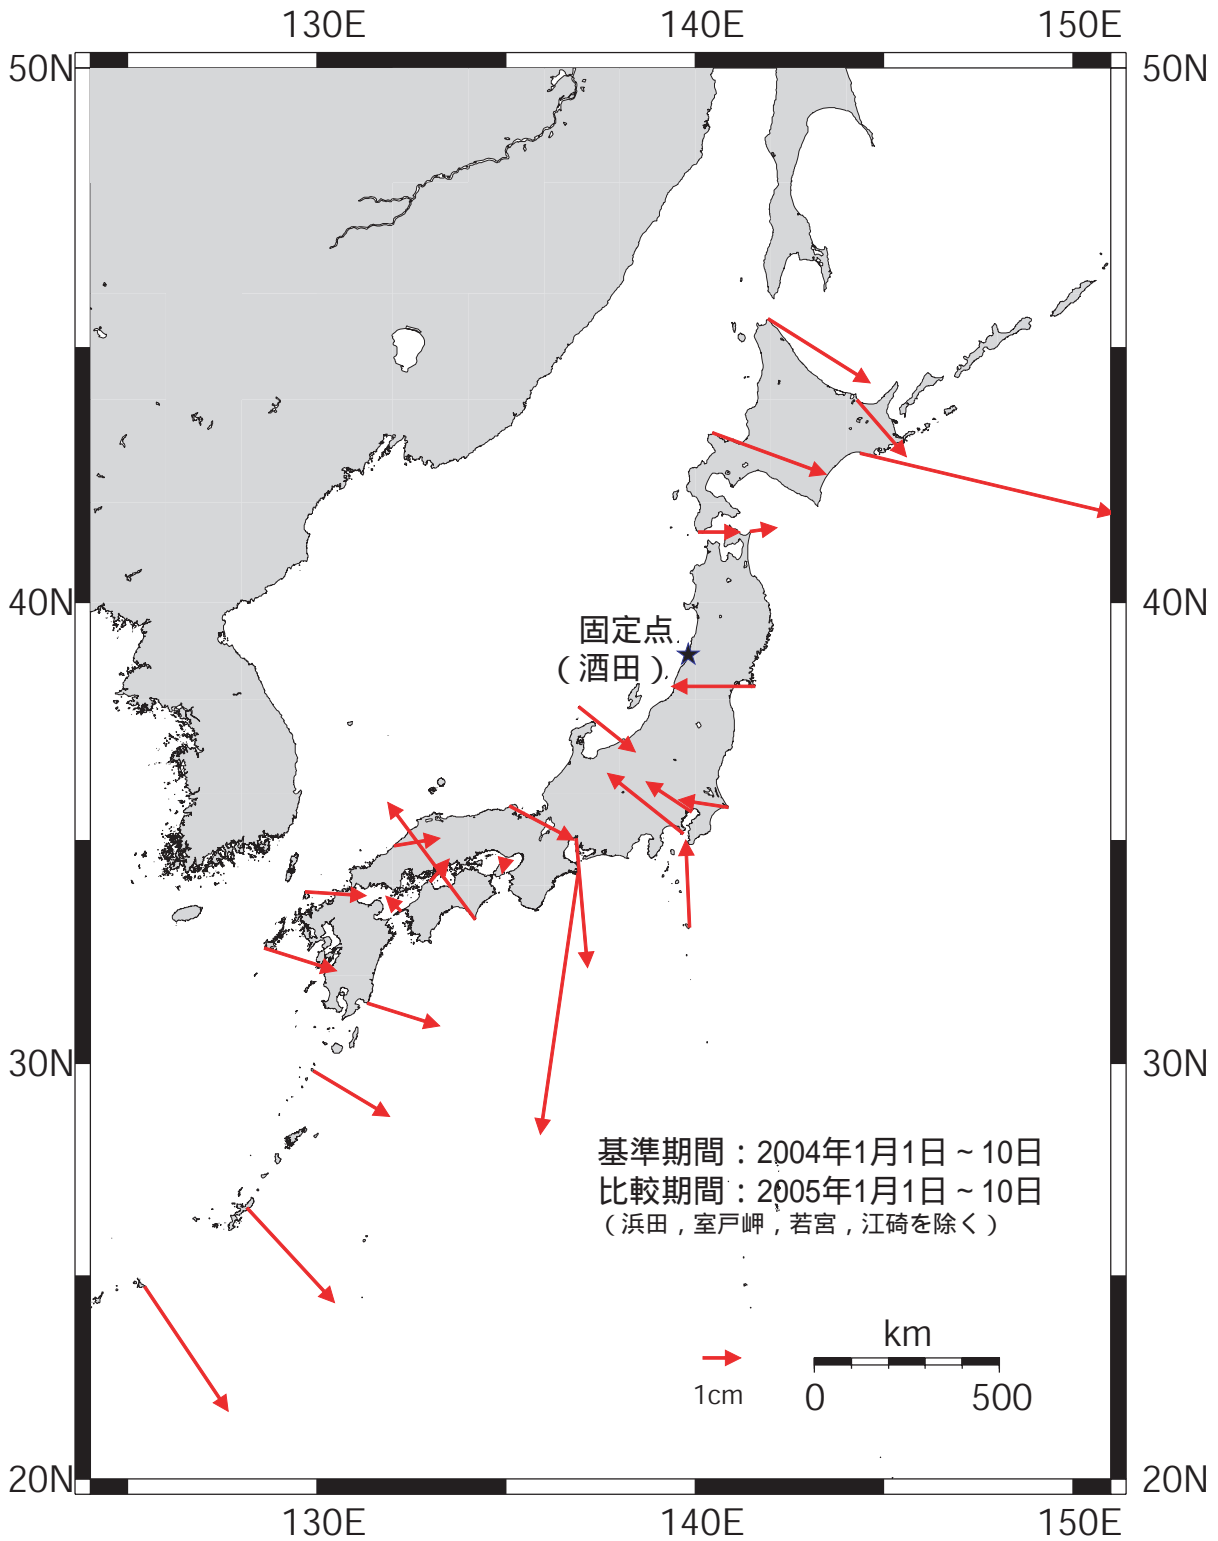 130E 140E 150E
50N 50N
40N 40N
固定点
（酒田）
30N 30N
基準期間：2004年1月1日~10日
比較期間：2005年1月1日~10日
（浜田，室戸岬，若宮，江碕を除く）
km
1cm 0 500
20N 20N
130E 140E 150E